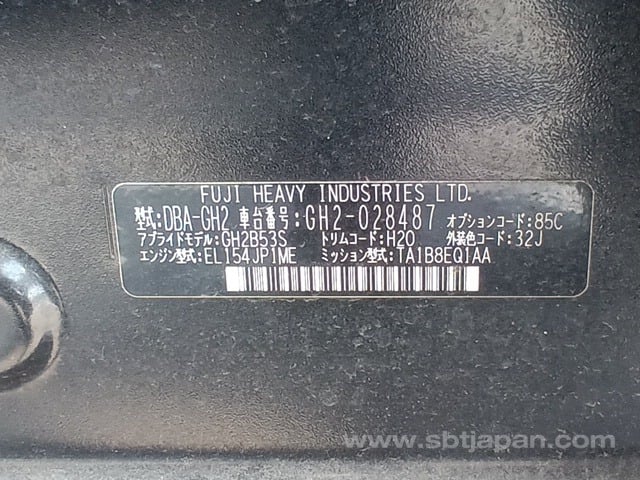 FUJI HEAVY INDUSTRIES LTD.
型式:DBA-GH2 車台番号:GH2-028487 オプションコード:85C
アプライドモデル:GH2B53S トリムコード:H20 外装色コード:32J
エンジン型式:EL154JP1ME ミッション型式:TA1B8EQ1AA
www.sbtjapan.com